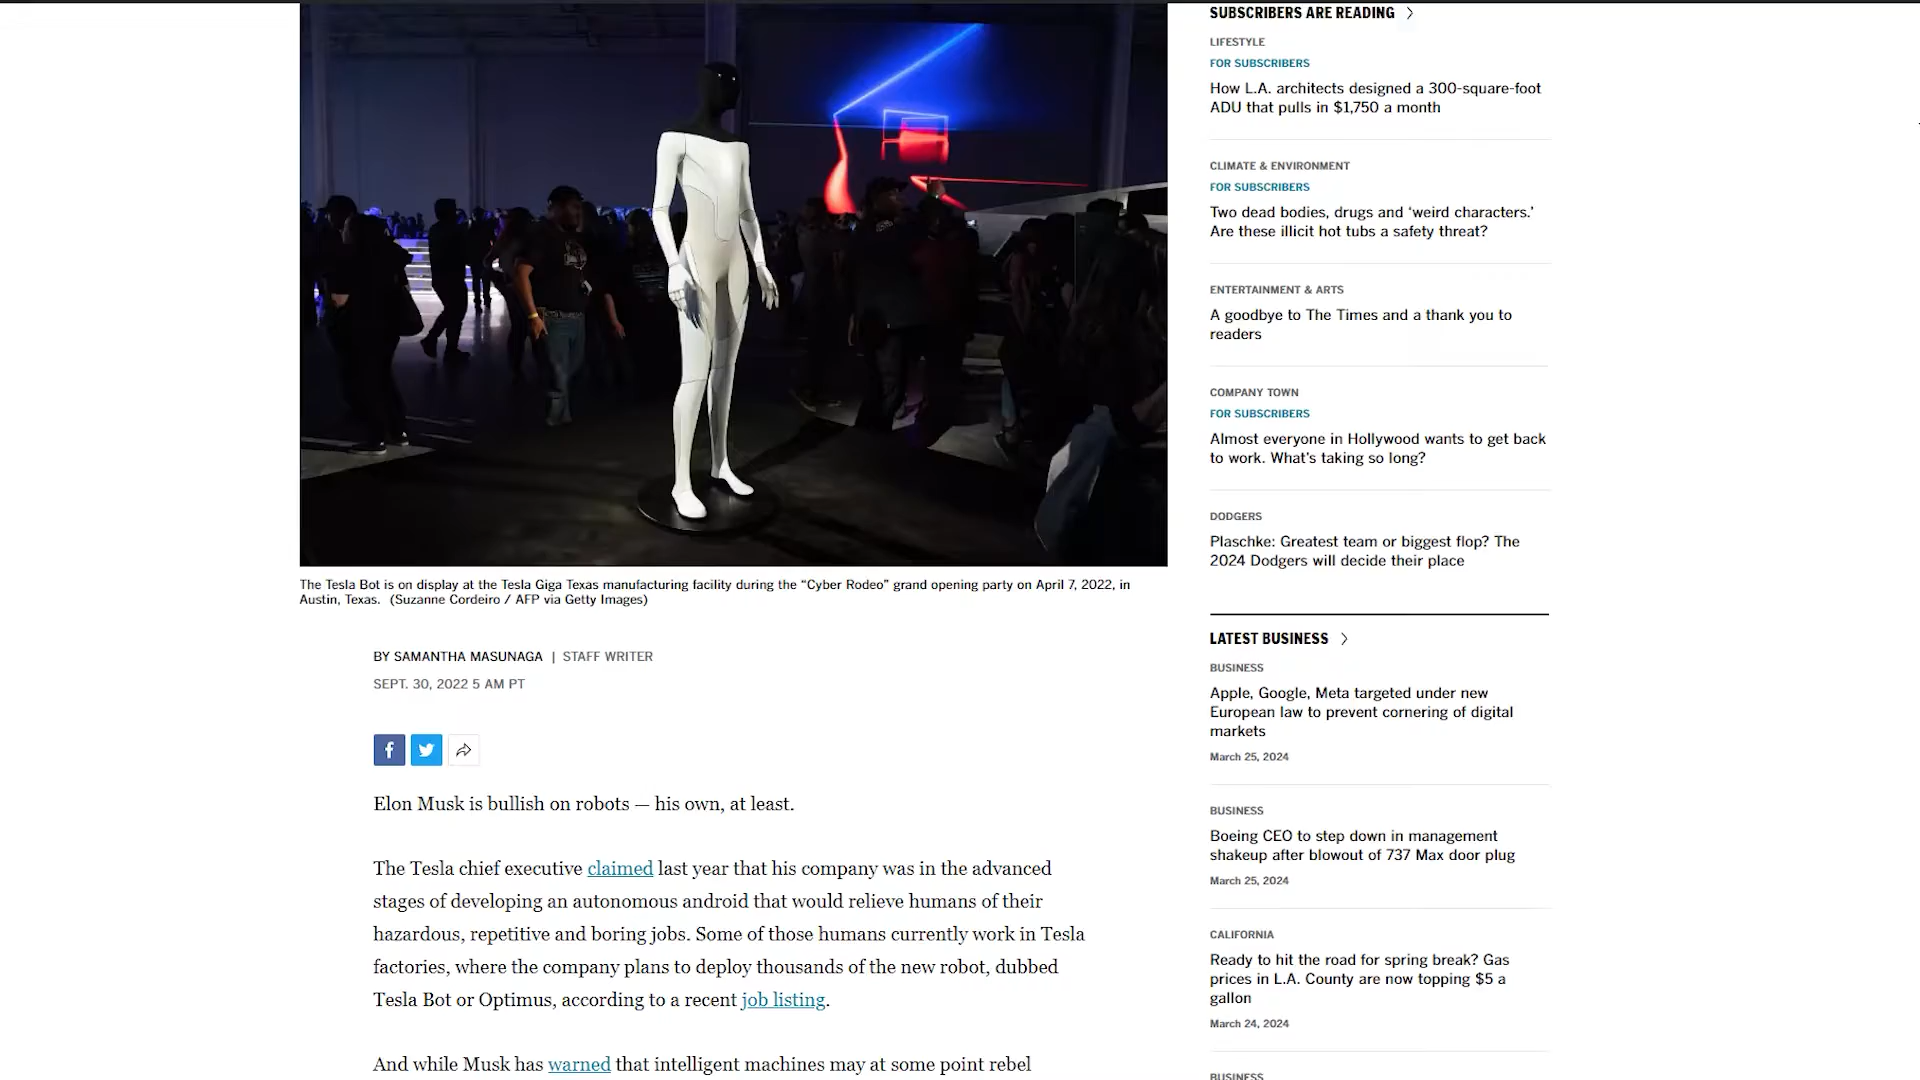 The Tesla Bot is on display at the Tesla Giga Texas manufacturing facility during the “Cyber Rodeo” grand opening party on April 7, 2022, in
Austin, Texas. (Suzanne Cordeiro / AFP via Getty Images)
BY SAMANTHA MASUNAGA | STAFF WRITER
SEPT. 30, 2022 5 AM PT
Elon Musk is bullish on robots — his own, at least.
The Tesla chief executive claimed last year that his company was in the advanced
stages of developing an autonomous android that would relieve humans of their
hazardous, repetitive and boring jobs. Some of those humans currently work in Tesla
factories, where the company plans to deploy thousands of the new robot, dubbed
Tesla Bot or Optimus, according to a recent job listing.
And while Musk has warned that intelligent machines may at some point rebel
SUBSCRIBERS ARE READING
LIFESTYLE
FOR SUBSCRIBERS
How L.A. architects designed a 300-square-foot
ADU that pulls in $1,750 a month
CLIMATE & ENVIRONMENT
FOR SUBSCRIBERS
Two dead bodies, drugs and ‘weird characters.’
Are these illicit hot tubs a safety threat?
ENTERTAINMENT & ARTS
A goodbye to The Times and a thank you to
readers
COMPANY TOWN
FOR SUBSCRIBERS
Almost everyone in Hollywood wants to get back
to work. What’s taking so long?
DODGERS
Plaschke: Greatest team or biggest flop? The
2024 Dodgers will decide their place
LATEST BUSINESS
BUSINESS
Apple, Google, Meta targeted under new
European law to prevent cornering of digital
markets
March 25, 2024
BUSINESS
Boeing CEO to step down in management
shakeup after blowout of 737 Max door plug
March 25, 2024
CALIFORNIA
Ready to hit the road for spring break? Gas
prices in L.A. County are now topping $5 a
gallon
March 24, 2024
BUSINESS